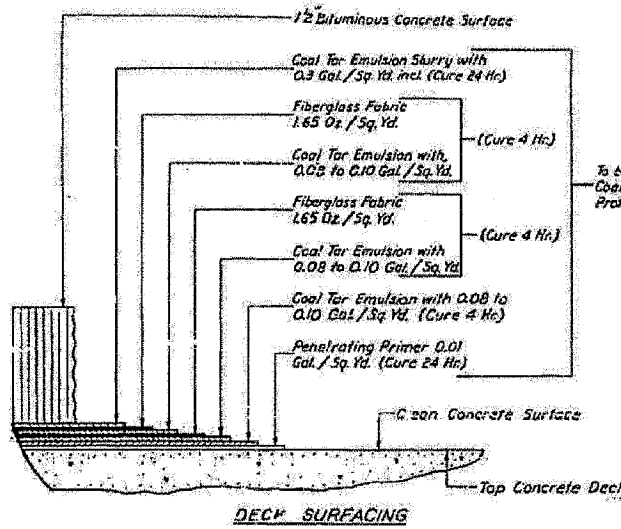 1½" Bituminous Concrete Surface
Coal Tar Emulsion Slurry with
0.3 Gal./Sq. Yd. incl. (Cure 24 Hr.)
Fiberglass Fabric
1.65 Oz./Sq. Yd.
(Cure 4 Hr.)
Coal Tar Emulsion with
0.08 to 0.10 Gal./Sq. Yd.
Fiberglass Fabric
1.65 Oz./Sq. Yd.
(Cure 4 Hr.)
Coal Tar Emulsion with
0.08 to 0.10 Gal./Sq. Yd.
Coal Tar Emulsion with 0.08 to
0.10 Gal./Sq. Yd. (Cure 4 Hr.)
Penetrating Primer 0.01
Gal./Sq. Yd. (Cure 24 Hr.)
To
Coal
Clean Concrete Surface
Top Concrete Deck
DECK SURFACING